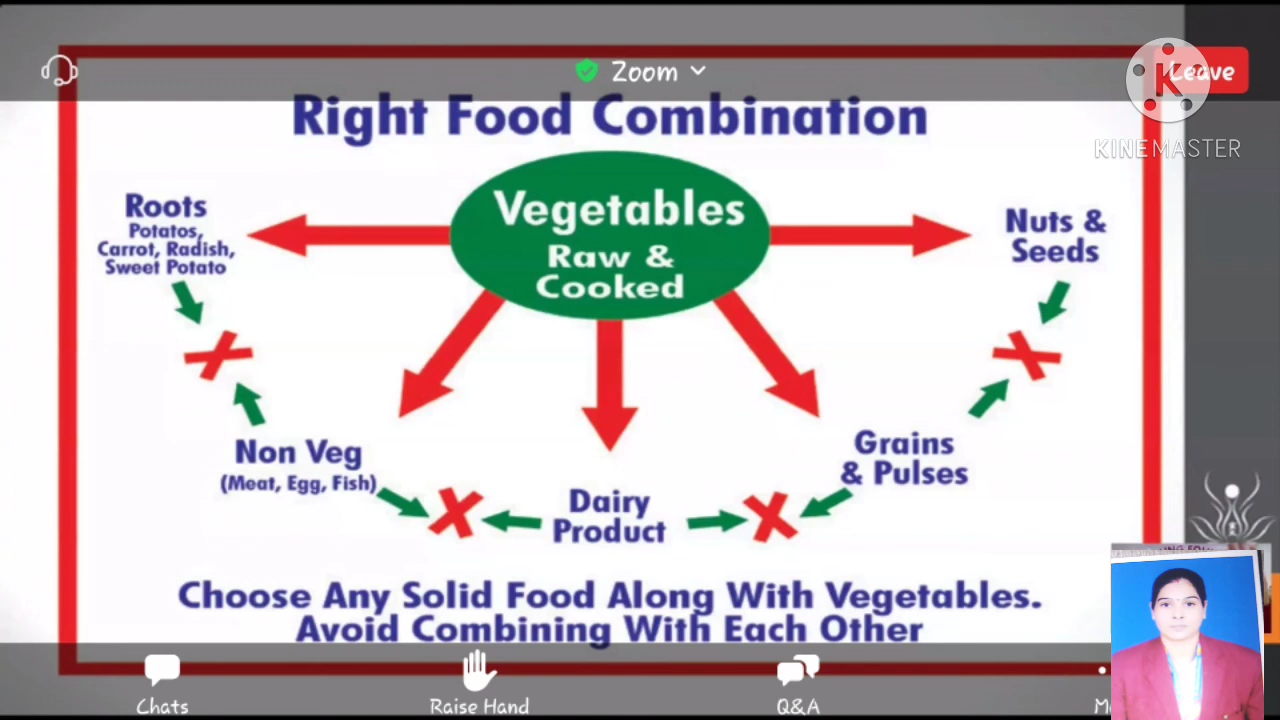 Zoom
Leave
K
KINEMASTER
Right Food Combination
Vegetables
Raw &
Cooked
Roots
Potatos,
Carrot, Radish,
Sweet Potato
Nuts &
Seeds
Non Veg
(Meat, Egg, Fish)
Grains
& Pulses
Dairy
Product
Choose Any Solid Food Along With Vegetables.
Avoid Combining With Each Other
Chats
Raise Hand
Q&A